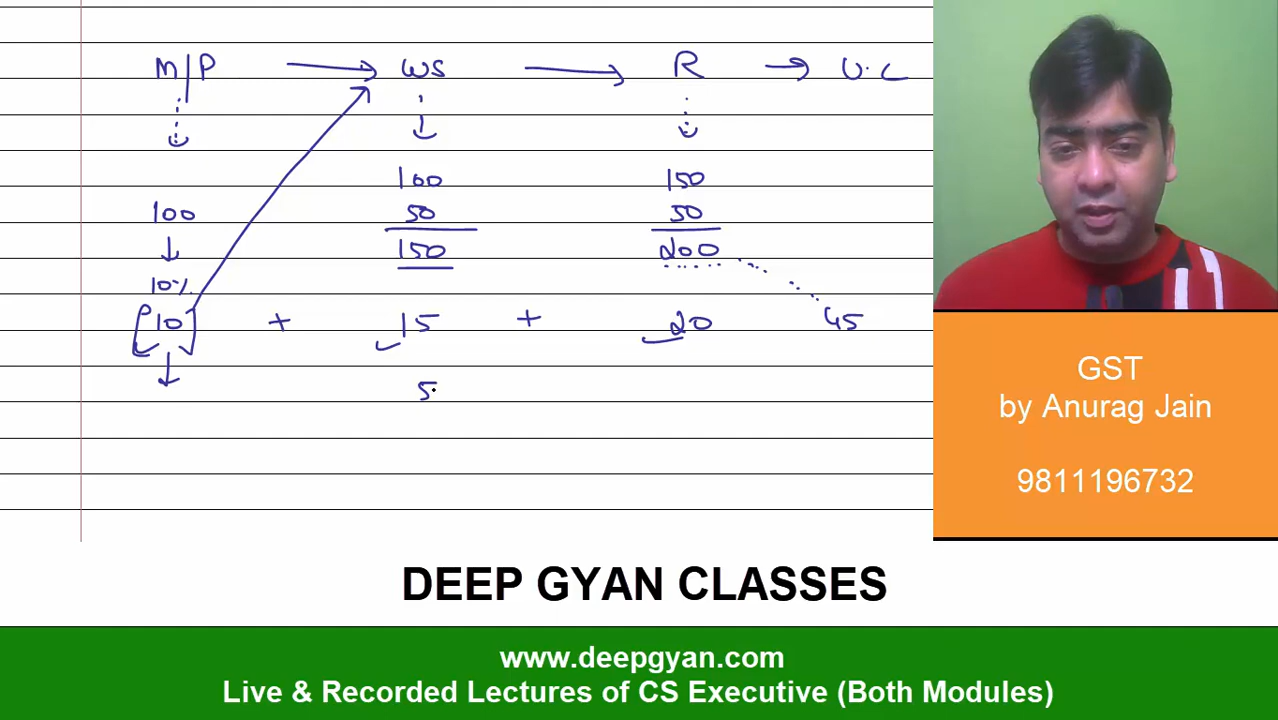 M/P → WS → R → U.C
100 150
100 50 50
150 200
10%
10 + 15 + 20 45
5
GST
by Anurag Jain
9811196732
DEEP GYAN CLASSES
www.deepgyan.com
Live & Recorded Lectures of CS Executive (Both Modules)